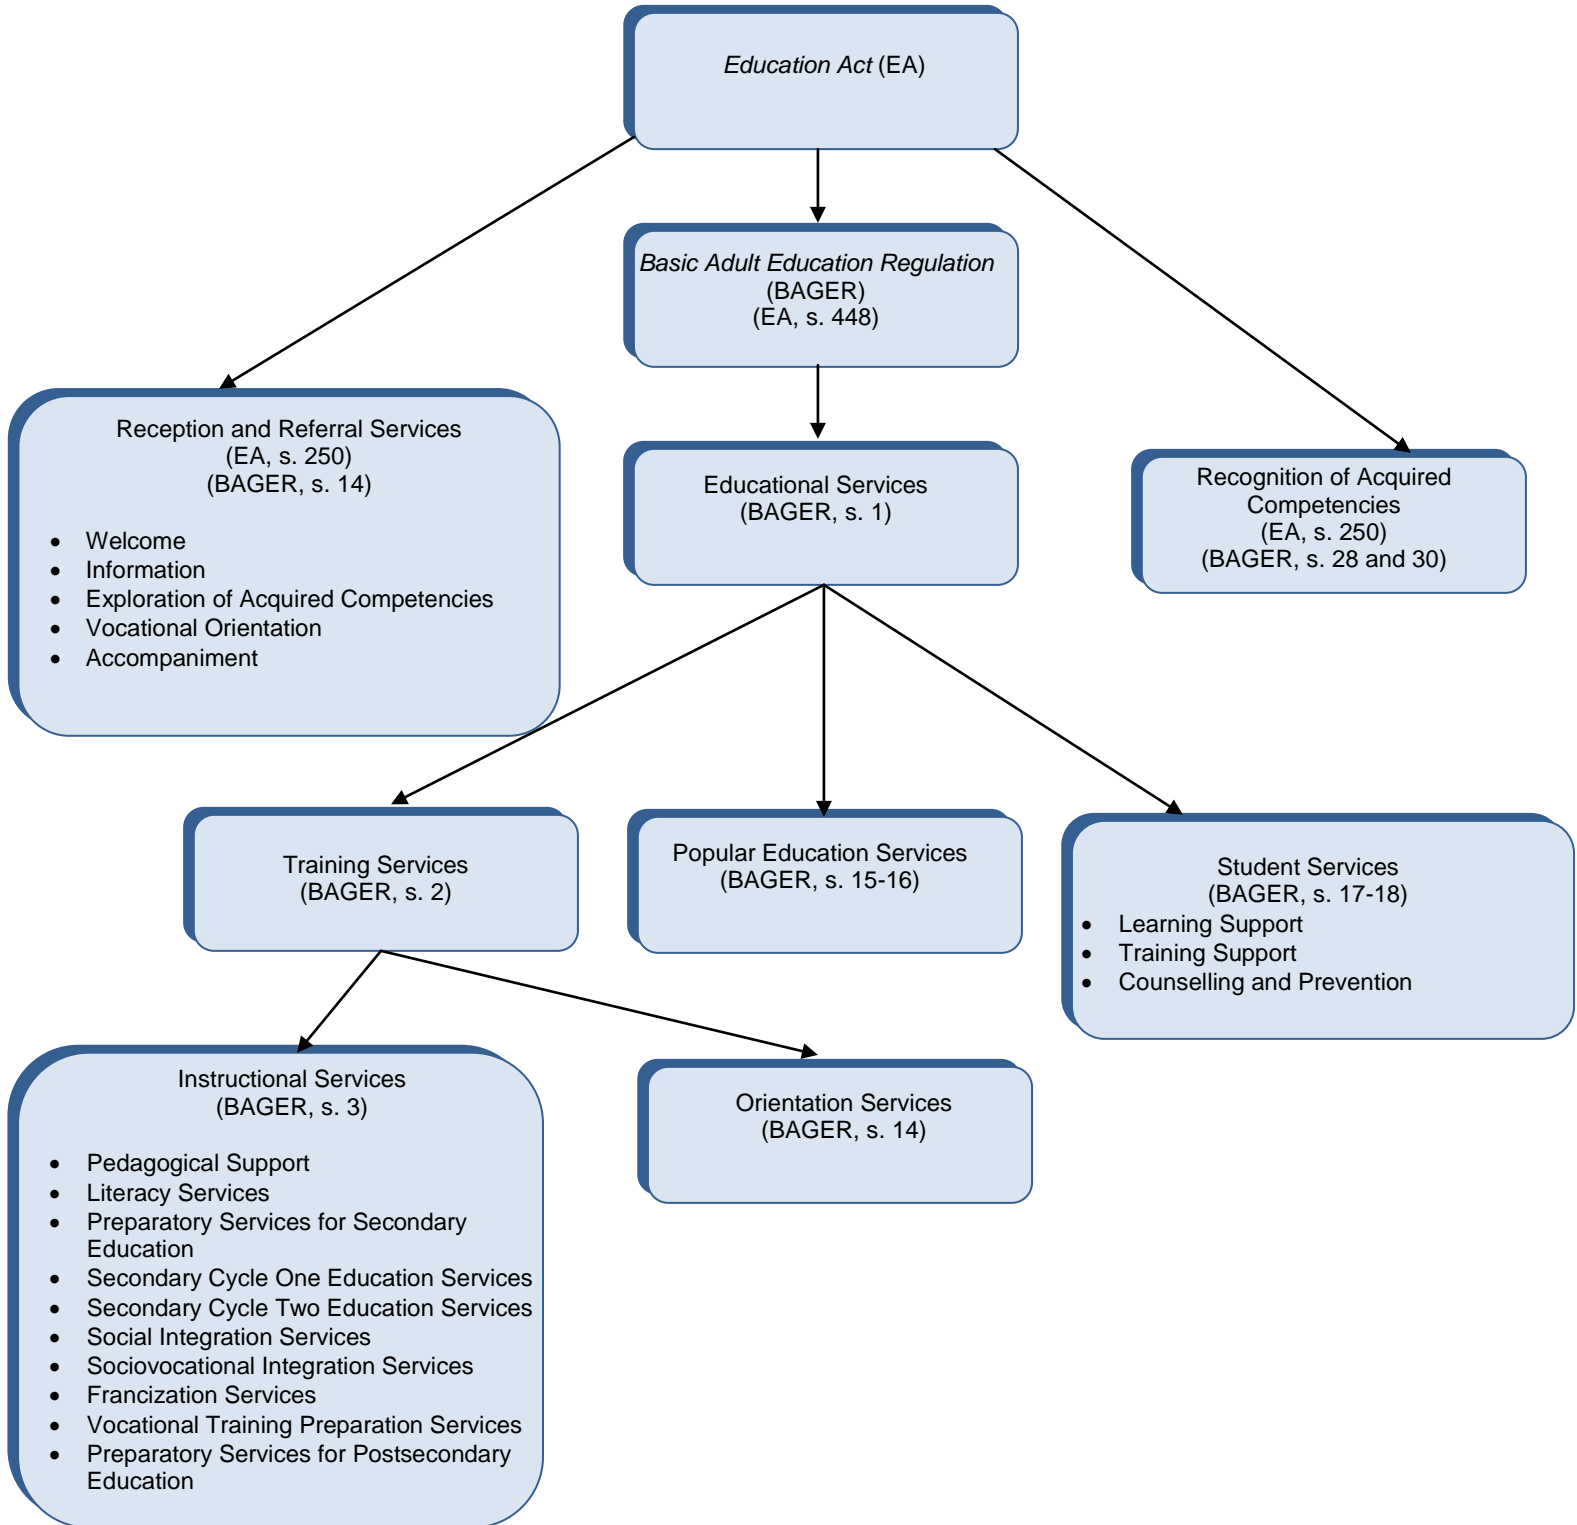 Education Act (EA)
Basic Adult Education Regulation
(BAGER)
(EA, s. 448)
Reception and Referral Services
(EA, s. 250)
(BAGER, s. 14)
• Welcome
• Information
• Exploration of Acquired Competencies
• Vocational Orientation
• Accompaniment
Educational Services
(BAGER, s. 1)
Recognition of Acquired
Competencies
(EA, s. 250)
(BAGER, s. 28 and 30)
Training Services
(BAGER, s. 2)
Popular Education Services
(BAGER, s. 15-16)
Student Services
(BAGER, s. 17-18)
• Learning Support
• Training Support
• Counselling and Prevention
Instructional Services
(BAGER, s. 3)
• Pedagogical Support
• Literacy Services
• Preparatory Services for Secondary
Education
• Secondary Cycle One Education Services
• Secondary Cycle Two Education Services
• Social Integration Services
• Sociovocational Integration Services
• Francization Services
• Vocational Training Preparation Services
• Preparatory Services for Postsecondary
Education
Orientation Services
(BAGER, s. 14)